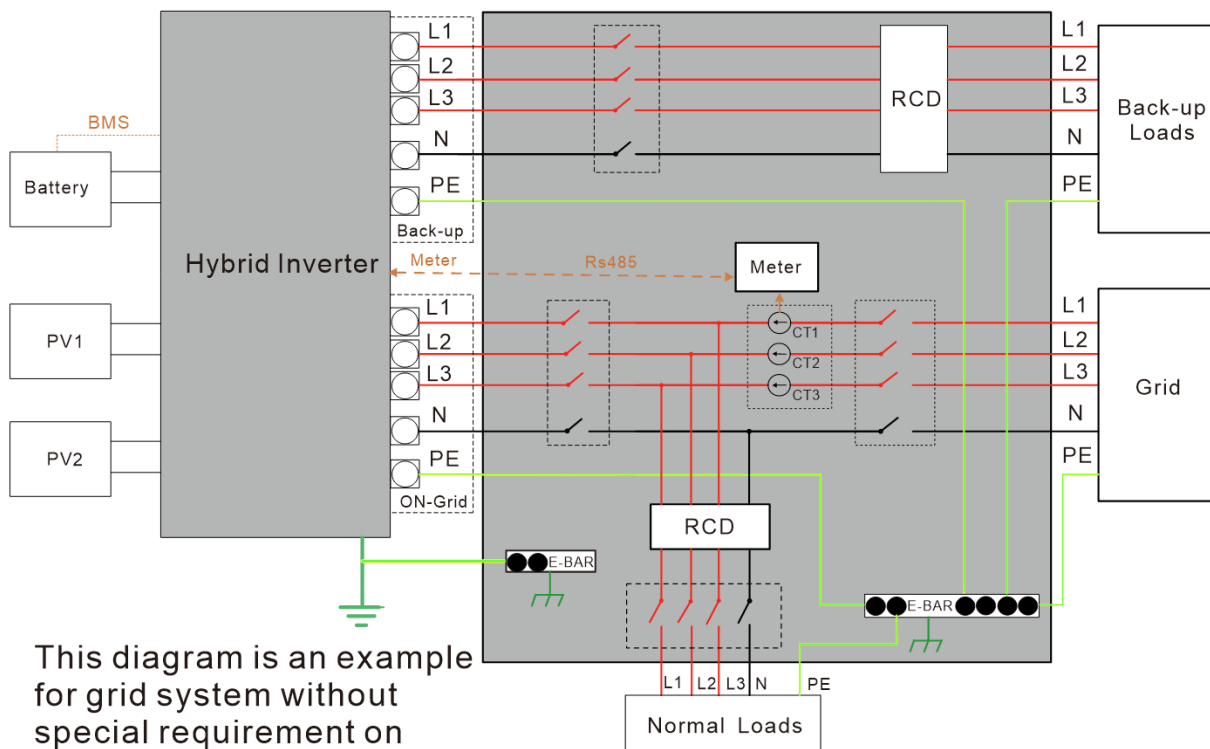 L1
L2
L3
N
PE
Back-up
BMS
Battery
Hybrid Inverter
PV1
PV2
Meter
Rs485
L1
L2
L3
N
PE
ON-Grid
RCD
L1
L2
L3
N
PE
Back-up
Loads
Meter
CT1
CT2
CT3
L1
L2
L3
N
PE
Grid
RCD
E-BAR
E-BAR
L1 L2 L3 N PE
Normal Loads
This diagram is an example
for grid system without
special requirement on